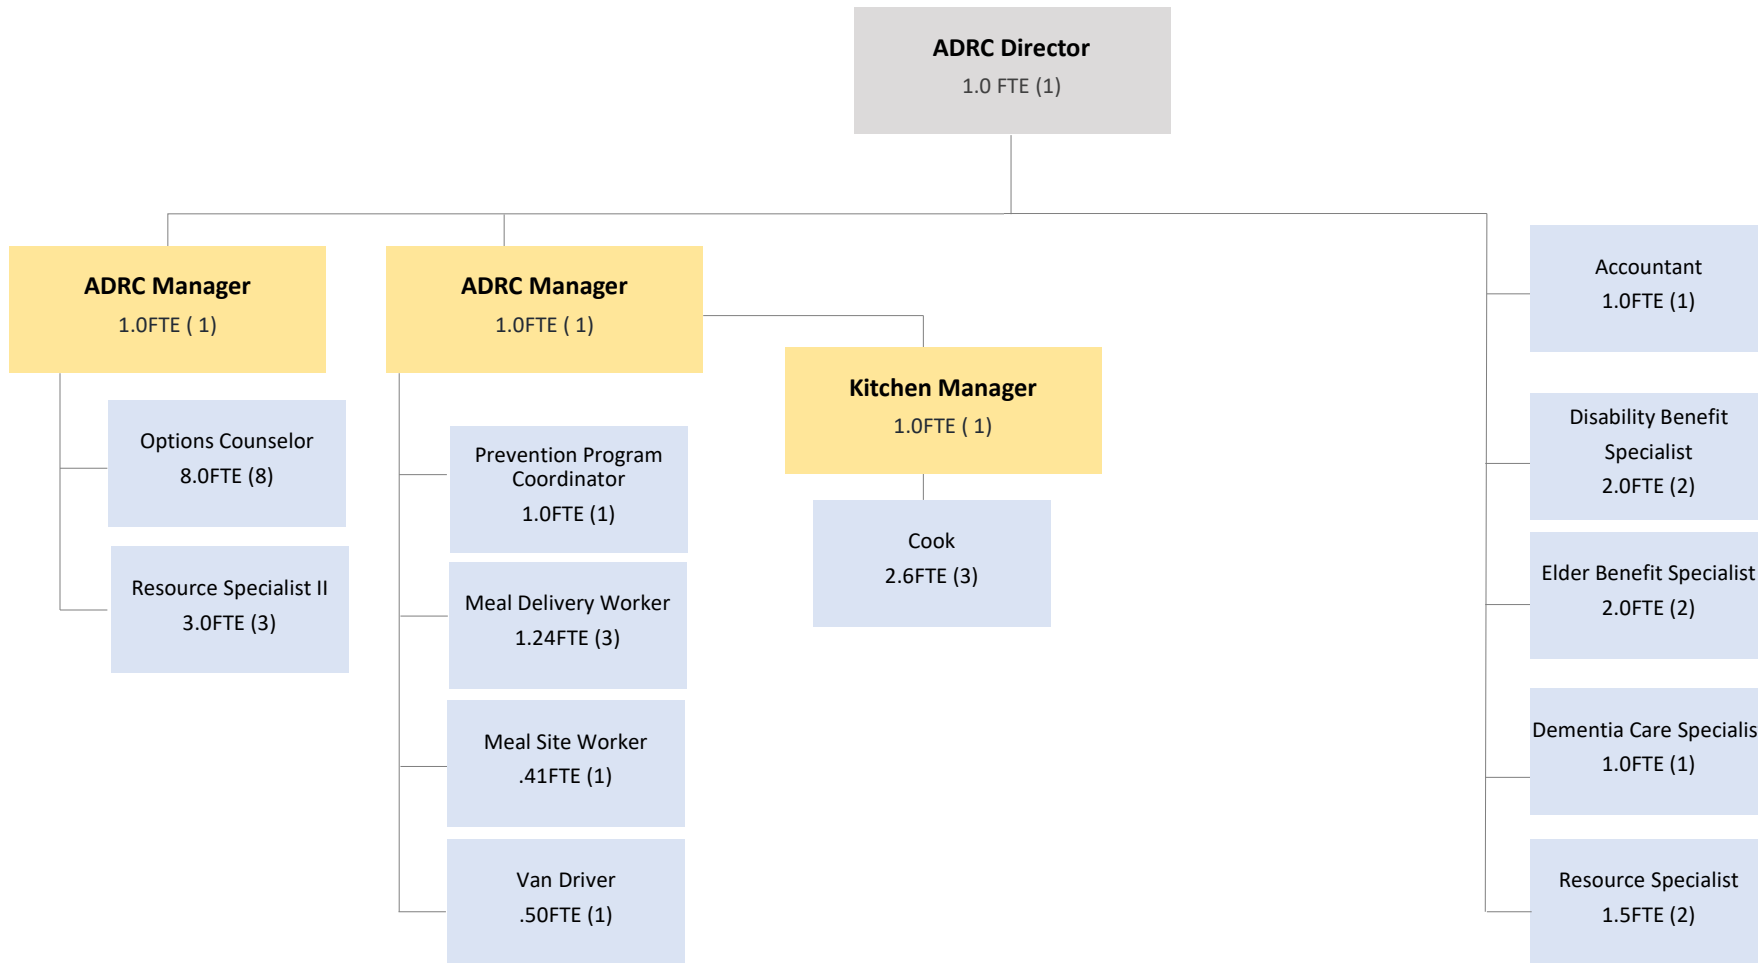 ADRC Director
1.0 FTE (1)
ADRC Manager
1.0FTE ( 1)
Options Counselor
8.0FTE (8)
Resource Specialist II
3.0FTE (3)
ADRC Manager
1.0FTE ( 1)
Prevention Program
Coordinator
1.0FTE (1)
Meal Delivery Worker
1.24FTE (3)
Meal Site Worker
.41FTE (1)
Van Driver
.50FTE (1)
Kitchen Manager
1.0FTE ( 1)
Cook
2.6FTE (3)
Accountant
1.0FTE (1)
Disability Benefit
Specialist
2.0FTE (2)
Elder Benefit Specialist
2.0FTE (2)
Dementia Care Specialis
1.0FTE (1)
Resource Specialist
1.5FTE (2)